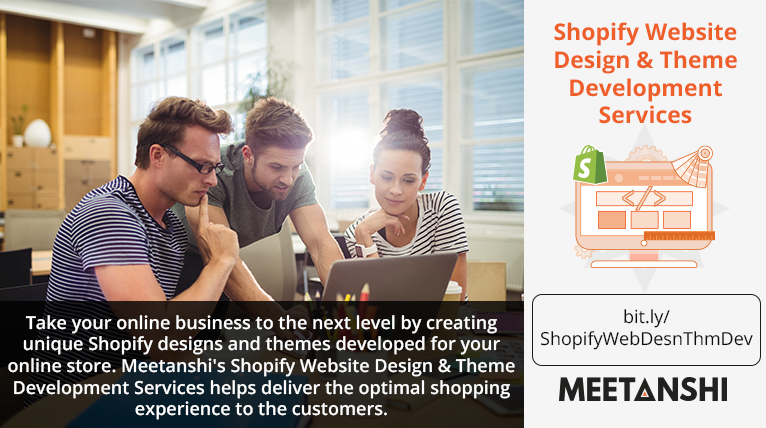 Shopify Website
Design & Theme
Development
Services
S
</>
bit.ly/
ShopifyWebDesnThmDev
MEETANSHI
Take your online business to the next level by creating
unique Shopify designs and themes developed for your
online store. Meetanshi's Shopify Website Design & Theme
Development Services helps deliver the optimal shopping
experience to the customers.